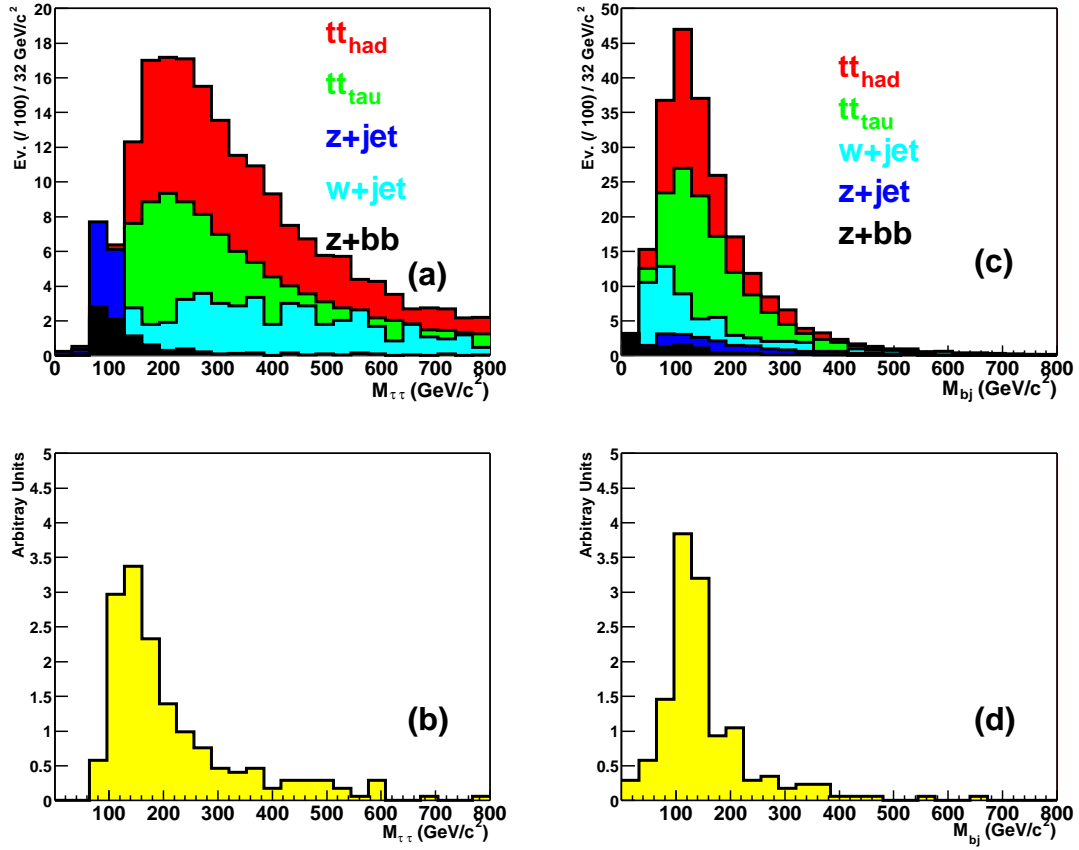 Ev. (/ 100) / 32 GeV/c²
20
18
16
14
12
10
8
6
4
2
0
tt_had
tt_tau
z+jet
w+jet
z+bb
(a)
0 100 200 300 400 500 600 700 800
M_ττ (GeV/c²)
Ev. (/ 100) / 32 GeV/c²
50
45
40
35
30
25
20
15
10
5
0
tt_had
tt_tau
w+jet
z+jet
z+bb
(c)
0 100 200 300 400 500 600 700 800
M_bj (GeV/c²)
Arbitray Units
5
4.5
4
3.5
3
2.5
2
1.5
1
0.5
0
(b)
100 200 300 400 500 600 700 800
M_ττ (GeV/c²)
Arbitray Units
5
4.5
4
3.5
3
2.5
2
1.5
1
0.5
0
(d)
100 200 300 400 500 600 700 800
M_bj (GeV/c²)